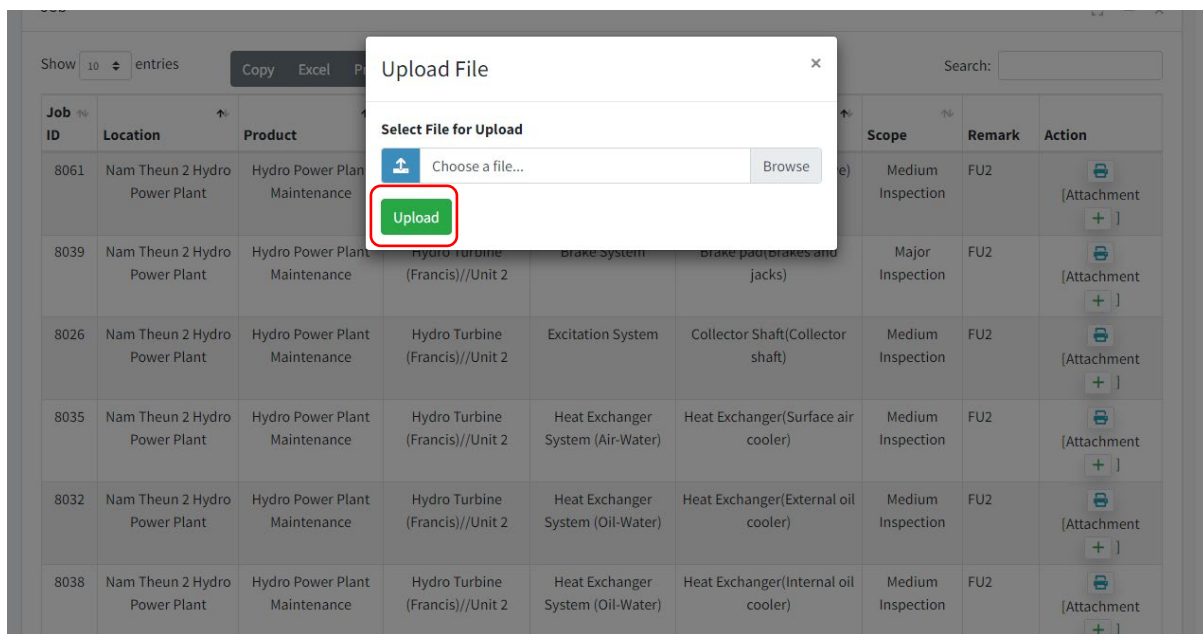 Show 10 entries
Copy Excel
Search:
Upload File ×
Select File for Upload
Choose a file... Browse
Upload
Job ID Location Product Scope Remark Action
8061 Nam Theun 2 Hydro Medium FU2
Power Plant Maintenance Inspection [Attachment
+ ]
8039 Nam Theun 2 Hydro Hydro Power Plant Hydro Turbine Brake System Brake pad(Brakes and Major FU2
Power Plant Maintenance (Francis)//Unit 2 jacks) Inspection [Attachment
+ ]
8026 Nam Theun 2 Hydro Hydro Power Plant Hydro Turbine Excitation System Collector Shaft(Collector Medium FU2
Power Plant Maintenance (Francis)//Unit 2 shaft) Inspection [Attachment
+ ]
8035 Nam Theun 2 Hydro Hydro Power Plant Hydro Turbine Heat Exchanger Heat Exchanger(Surface air Medium FU2
Power Plant Maintenance (Francis)//Unit 2 System (Air-Water) cooler) Inspection [Attachment
+ ]
8032 Nam Theun 2 Hydro Hydro Power Plant Hydro Turbine Heat Exchanger Heat Exchanger(External oil Medium FU2
Power Plant Maintenance (Francis)//Unit 2 System (Oil-Water) cooler) Inspection [Attachment
+ ]
8038 Nam Theun 2 Hydro Hydro Power Plant Hydro Turbine Heat Exchanger Heat Exchanger(Internal oil Medium FU2
Power Plant Maintenance (Francis)//Unit 2 System (Oil-Water) cooler) Inspection [Attachment
+ ]